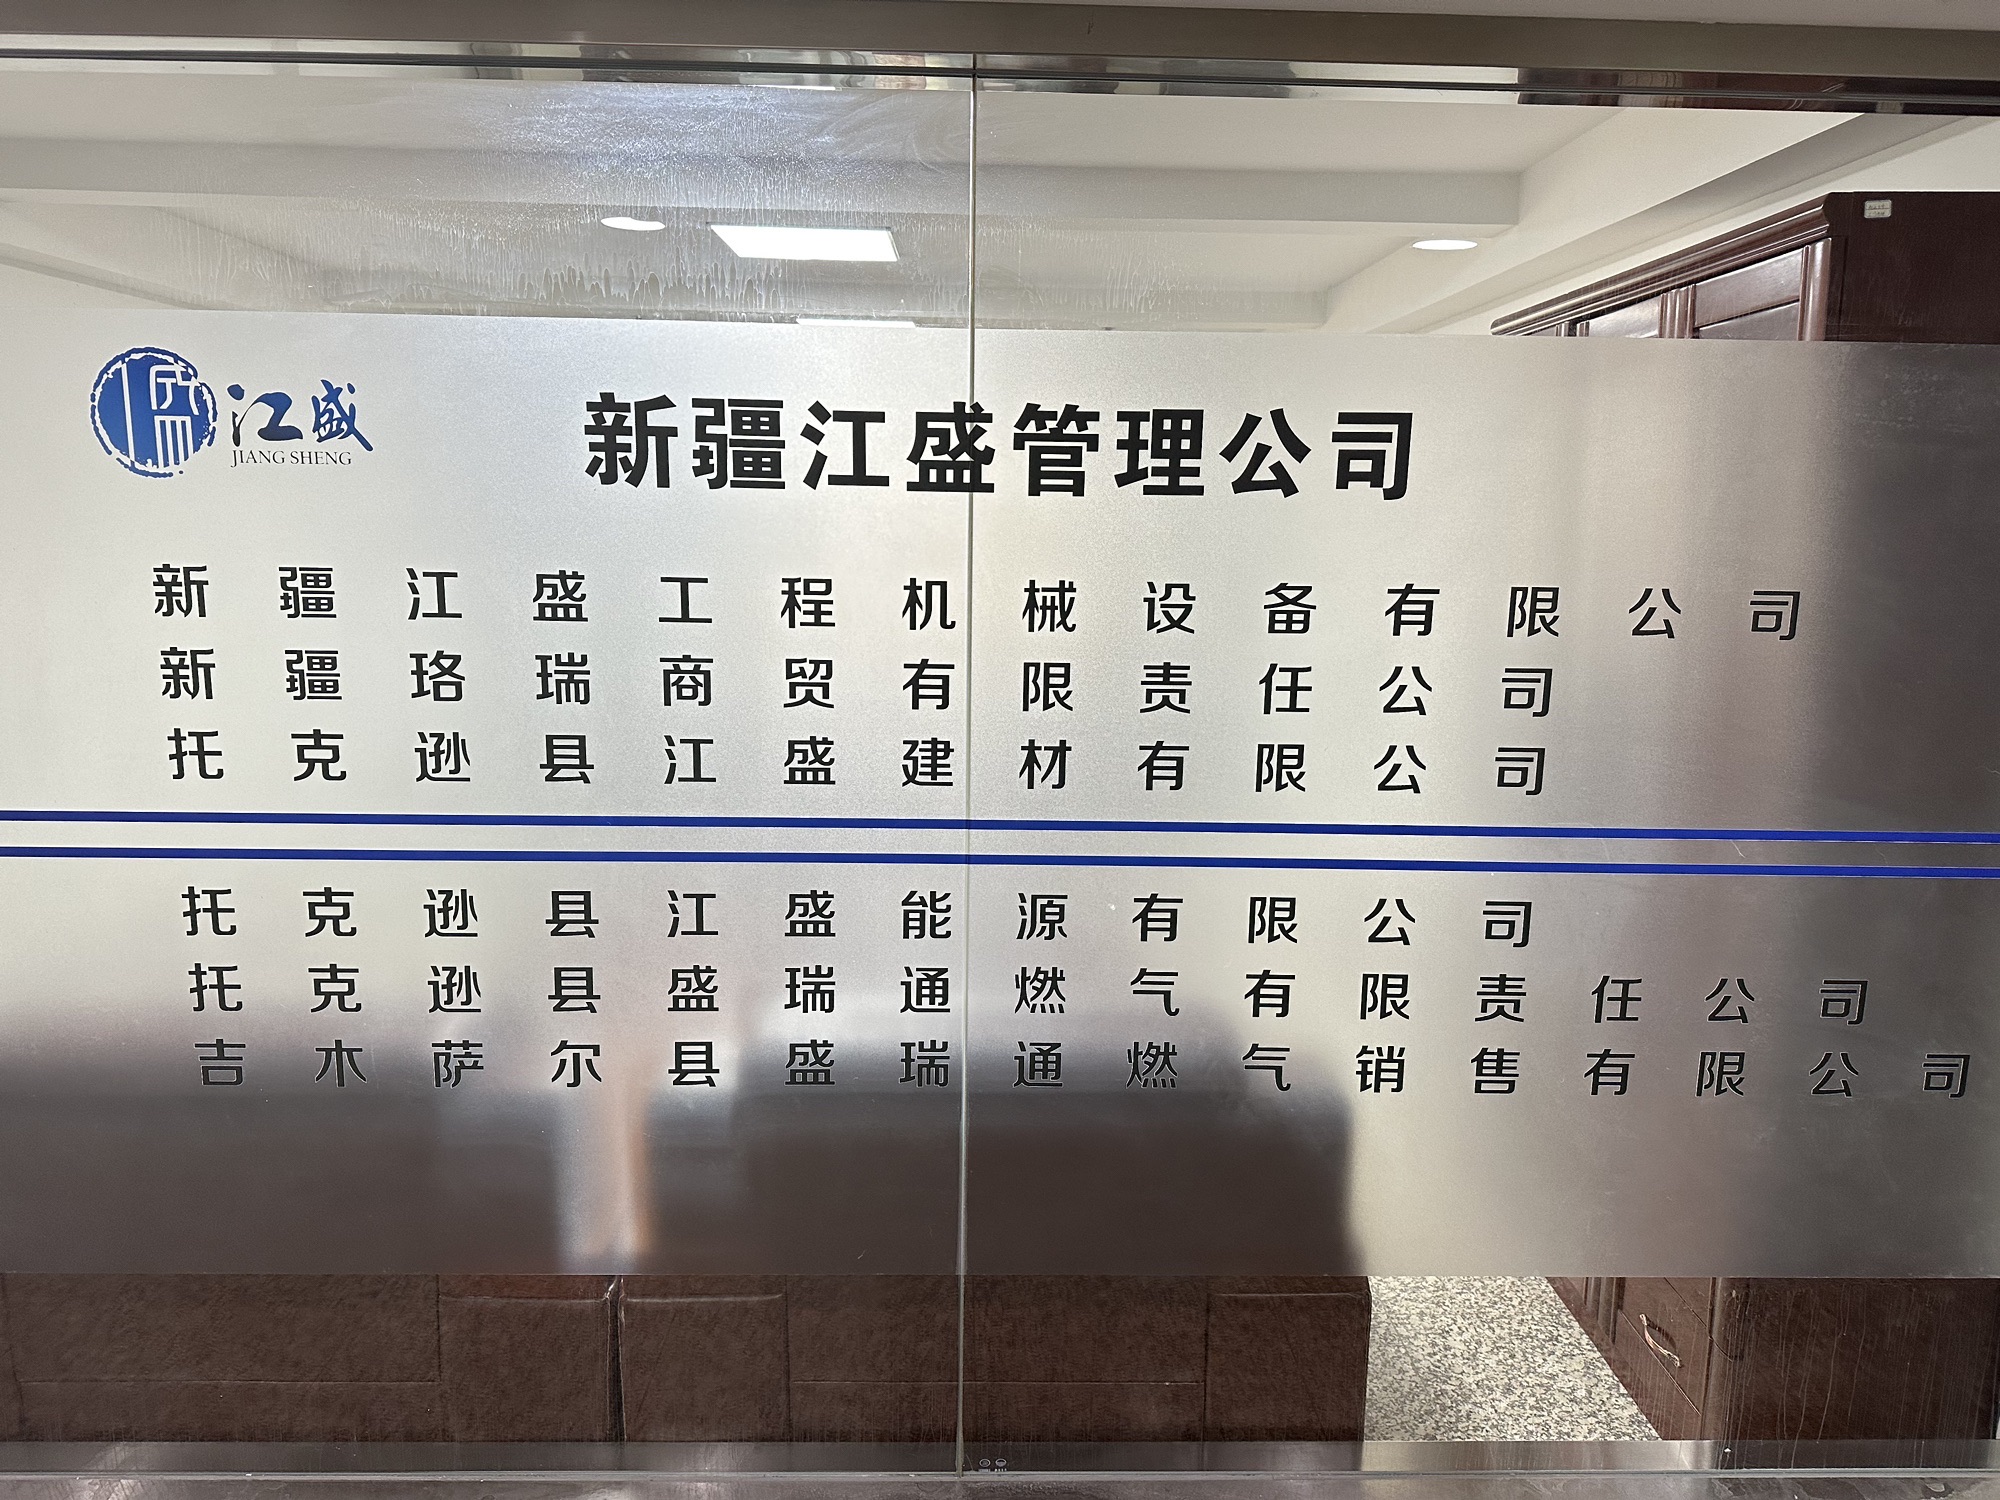 江盛
JIANG SHENG
新疆江盛管理公司
新疆江盛工程机械设备有限公司
新疆珞瑞商贸有限责任公司
托克逊县江盛建材有限公司
托克逊县江盛能源有限公司
托克逊县盛瑞通燃气有限责任公司
吉木萨尔县盛瑞通燃气销售有限公司